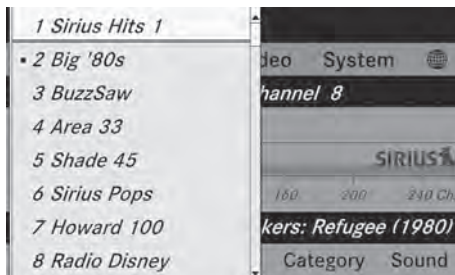 1 Sirius Hits 1
• 2 Big '80s
3 BuzzSaw
4 Area 33
5 Shade 45
6 Sirius Pops
7 Howard 100
8 Radio Disney
deo System
hannel 8
SIRIUS
160 200 240 Ch.
kers: Refugee (1980)
Category Sound